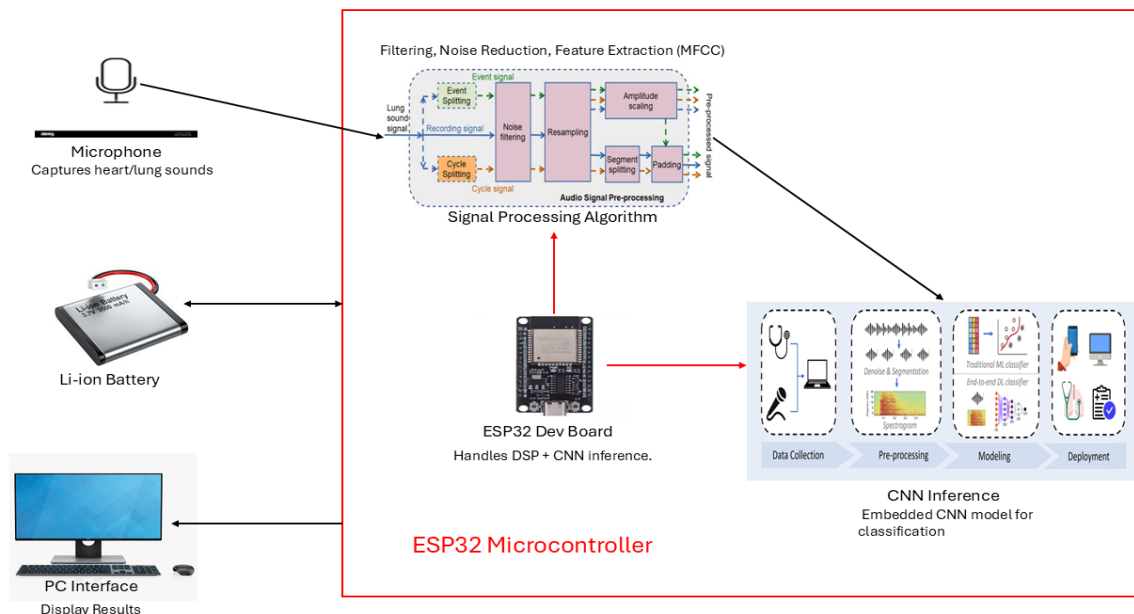 Filtering, Noise Reduction, Feature Extraction (MFCC)
Event signal
Event
Splitting
Lung
sound
signal
Recording signal
Cycle
Splitting
Cycle signal
Noise
filtering
Resampling
Amplitude
scaling
Segment
splitting
Padding
Pre-processed signal
Audio Signal Pre-processing
Signal Processing Algorithm
Microphone
Captures heart/lung sounds
Li-ion Battery
Li-ion Battery
ESP32 Dev Board
Handles DSP + CNN inference.
Denoise & Segmentation
Spectrogram
Traditional ML classifier
End-to-end DL classifier
Data Collection
Pre-processing
Modeling
Deployment
CNN Inference
Embedded CNN model for
classification
PC Interface
Display Results
ESP32 Microcontroller